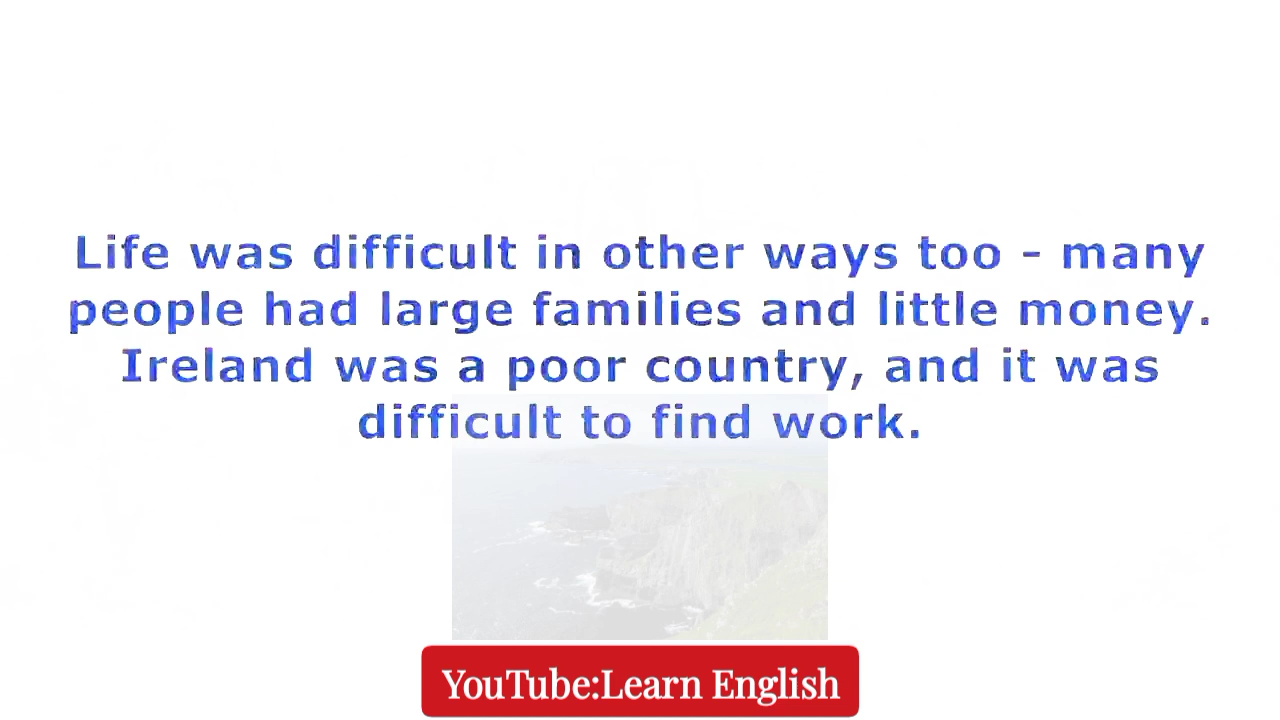 Life was difficult in other ways too - many
people had large families and little money.
Ireland was a poor country, and it was
difficult to find work.
YouTube:Learn English